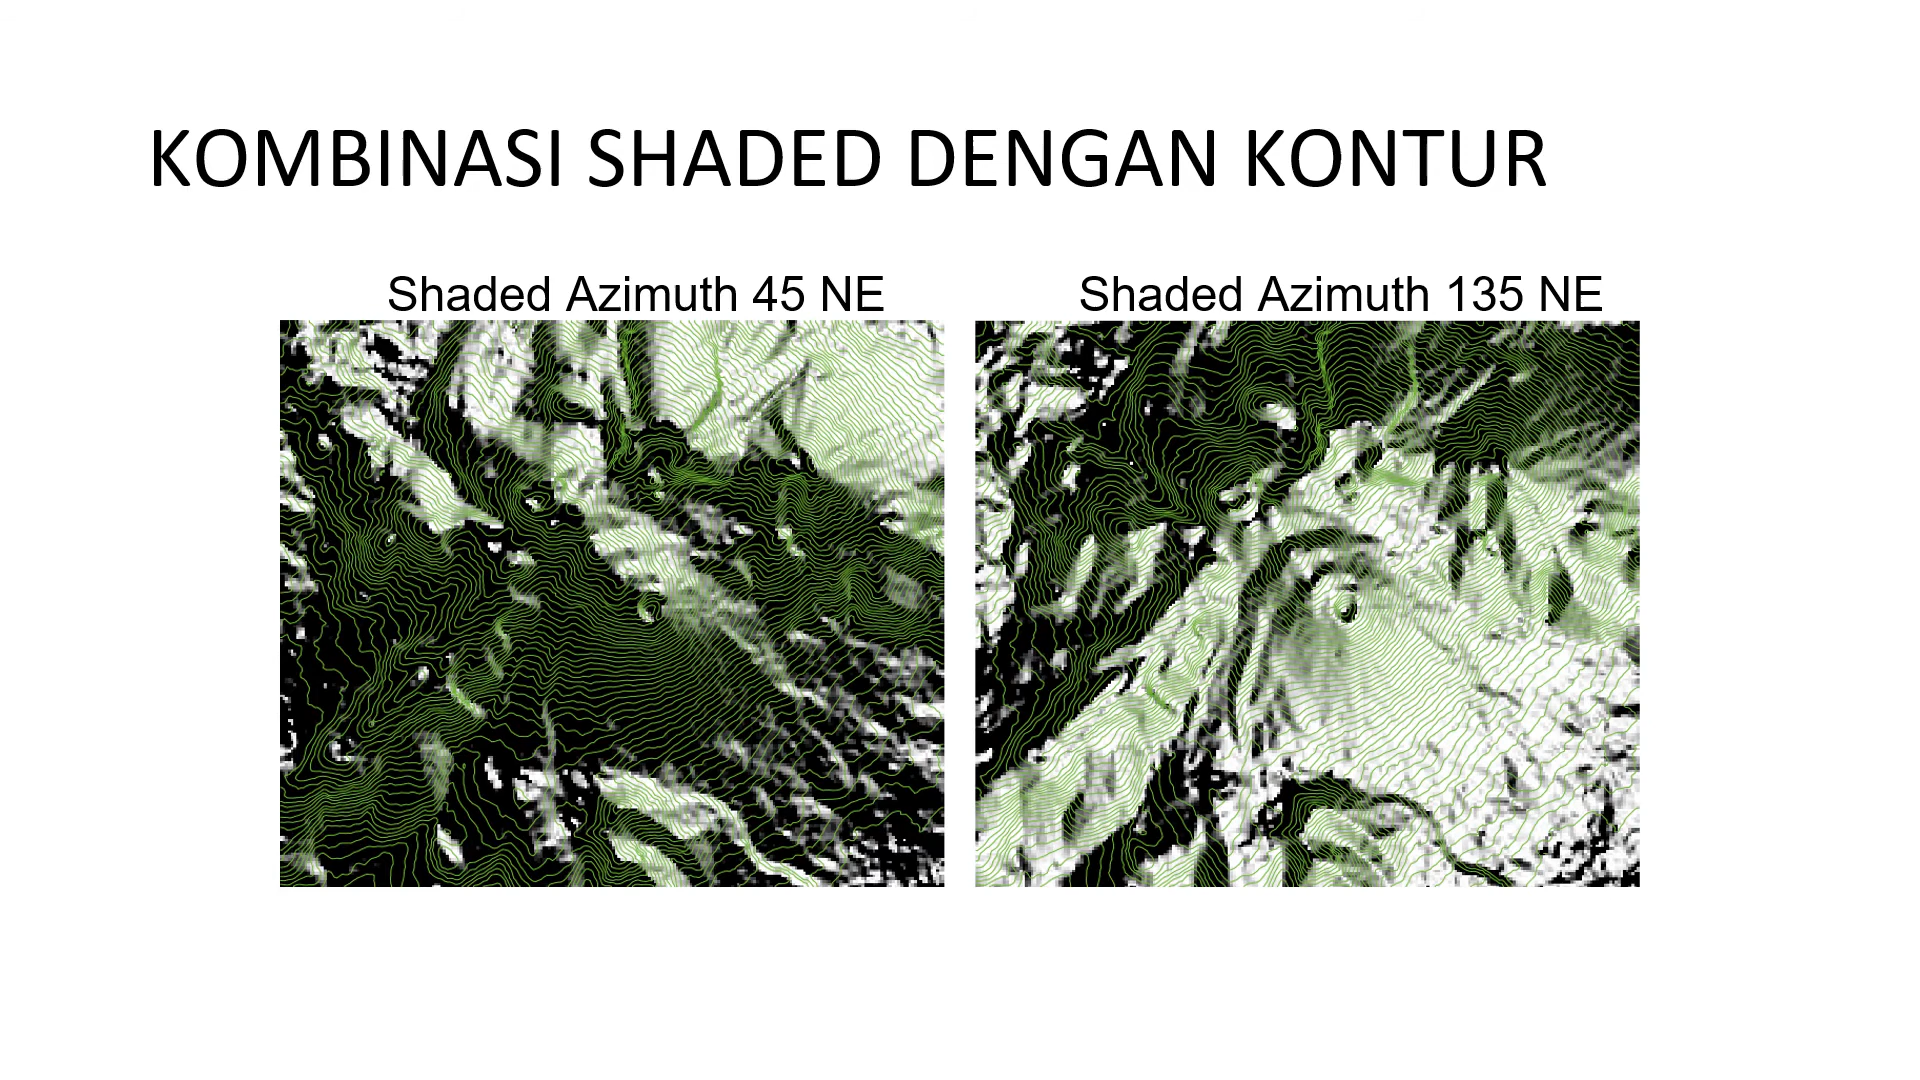 KOMBINASI SHADED DENGAN KONTUR
Shaded Azimuth 45 NE
Shaded Azimuth 135 NE